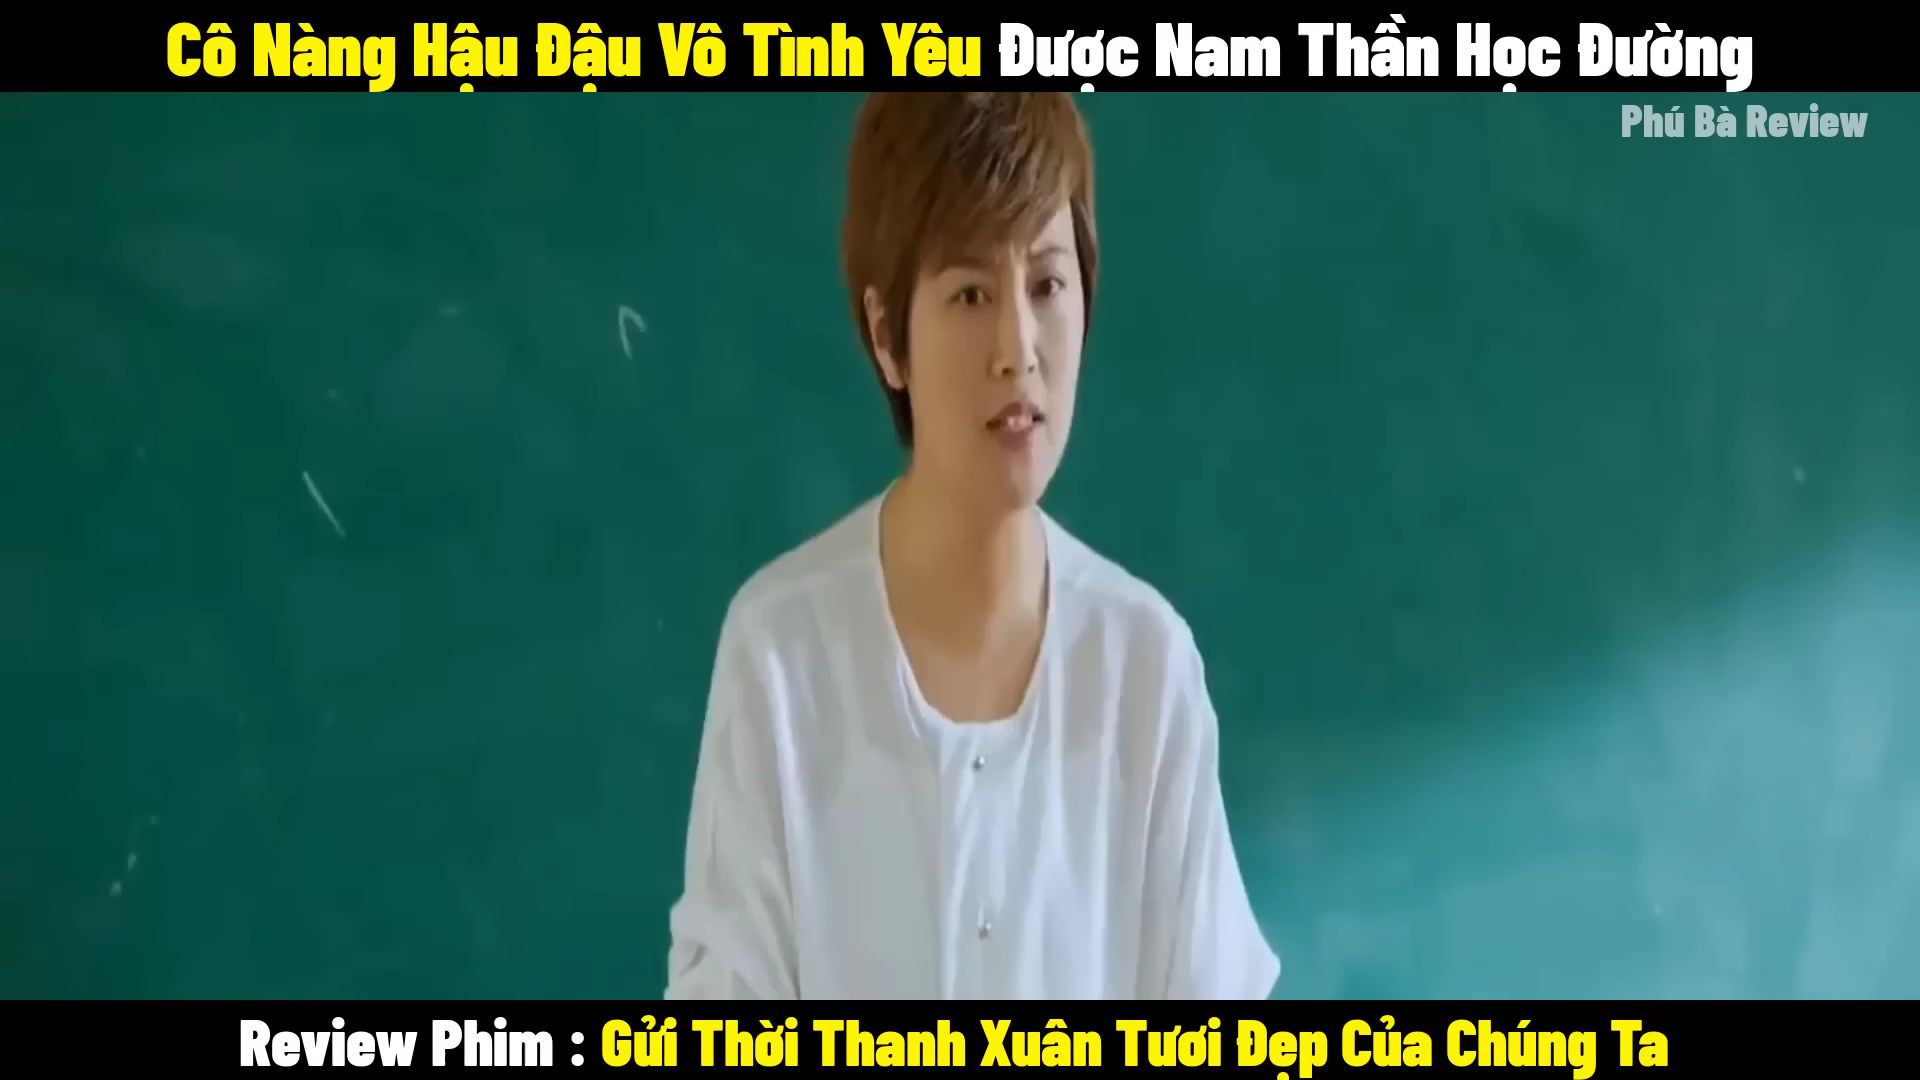 Cô Nàng Hậu Đậu Vô Tình Yêu Được Nam Thần Học Đường
Phú Bà Review
Review Phim : Gửi Thời Thanh Xuân Tươi Đẹp Của Chúng Ta